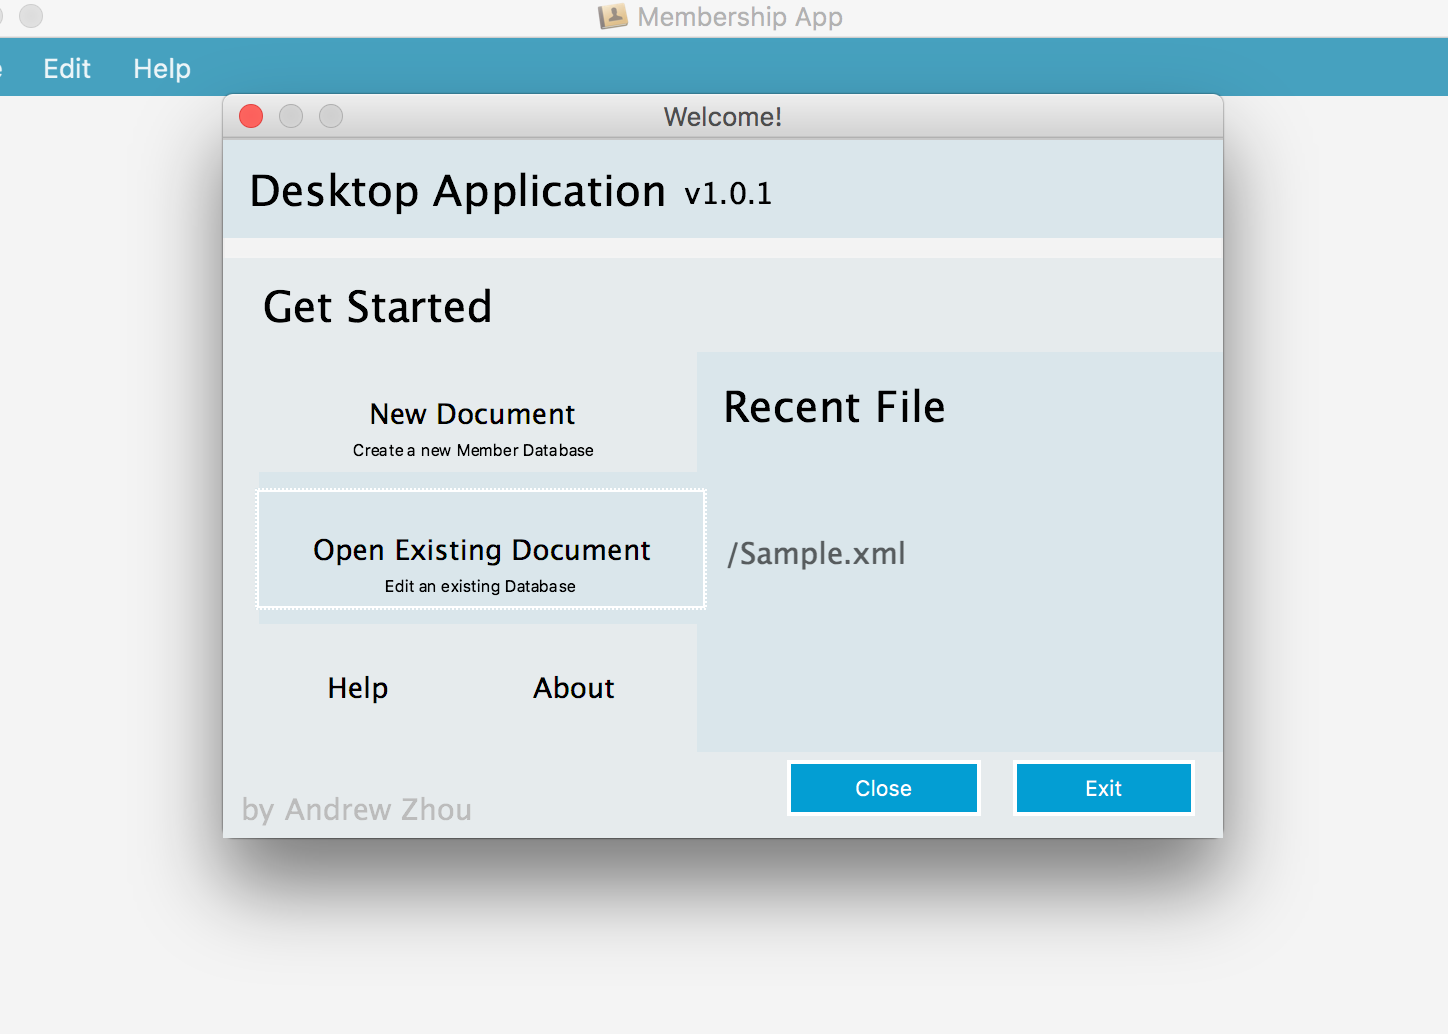 Membership App
Edit Help
Welcome!
Desktop Application v1.0.1
Get Started
New Document
Create a new Member Database
Open Existing Document
Edit an existing Database
Help About
Recent File
/Sample.xml
by Andrew Zhou
Close Exit